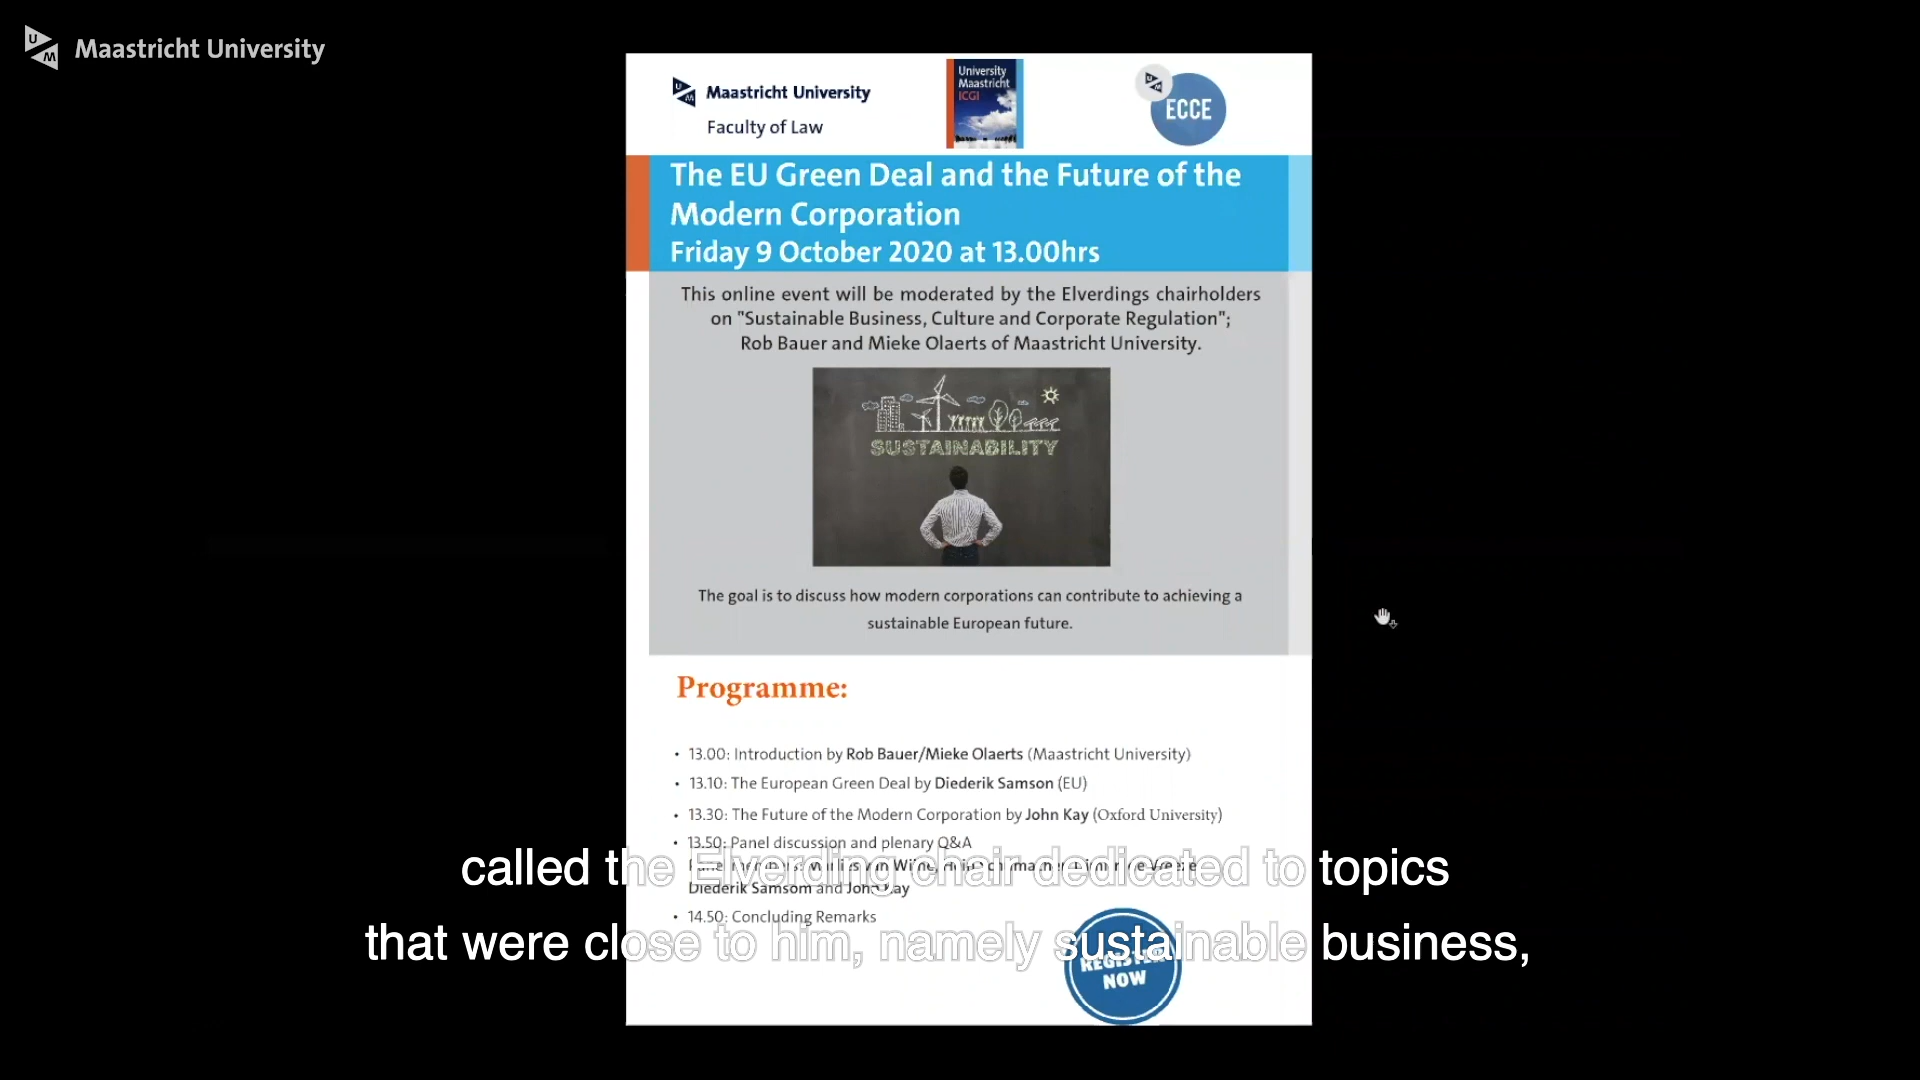 U
M
Maastricht University
U
M
Maastricht University
Faculty of Law
University
Maastricht
ICGI
U
M
ECCE
The EU Green Deal and the Future of the
Modern Corporation
Friday 9 October 2020 at 13.00hrs
This online event will be moderated by the Elverdings chairholders
on "Sustainable Business, Culture and Corporate Regulation";
Rob Bauer and Mieke Olaerts of Maastricht University.
SUSTAINABILITY
The goal is to discuss how modern corporations can contribute to achieving a
sustainable European future.
Programme:
• 13.00: Introduction by Rob Bauer/Mieke Olaerts (Maastricht University)
• 13.10: The European Green Deal by Diederik Samson (EU)
• 13.30: The Future of the Modern Corporation by John Kay (Oxford University)
• 13.50: Panel discussion and plenary Q&A
Diederik Samsom and John Kay
• 14.50: Concluding Remarks
REGISTER
NOW
called the Elverding chair dedicated to topics
that were close to him, namely sustainable business,